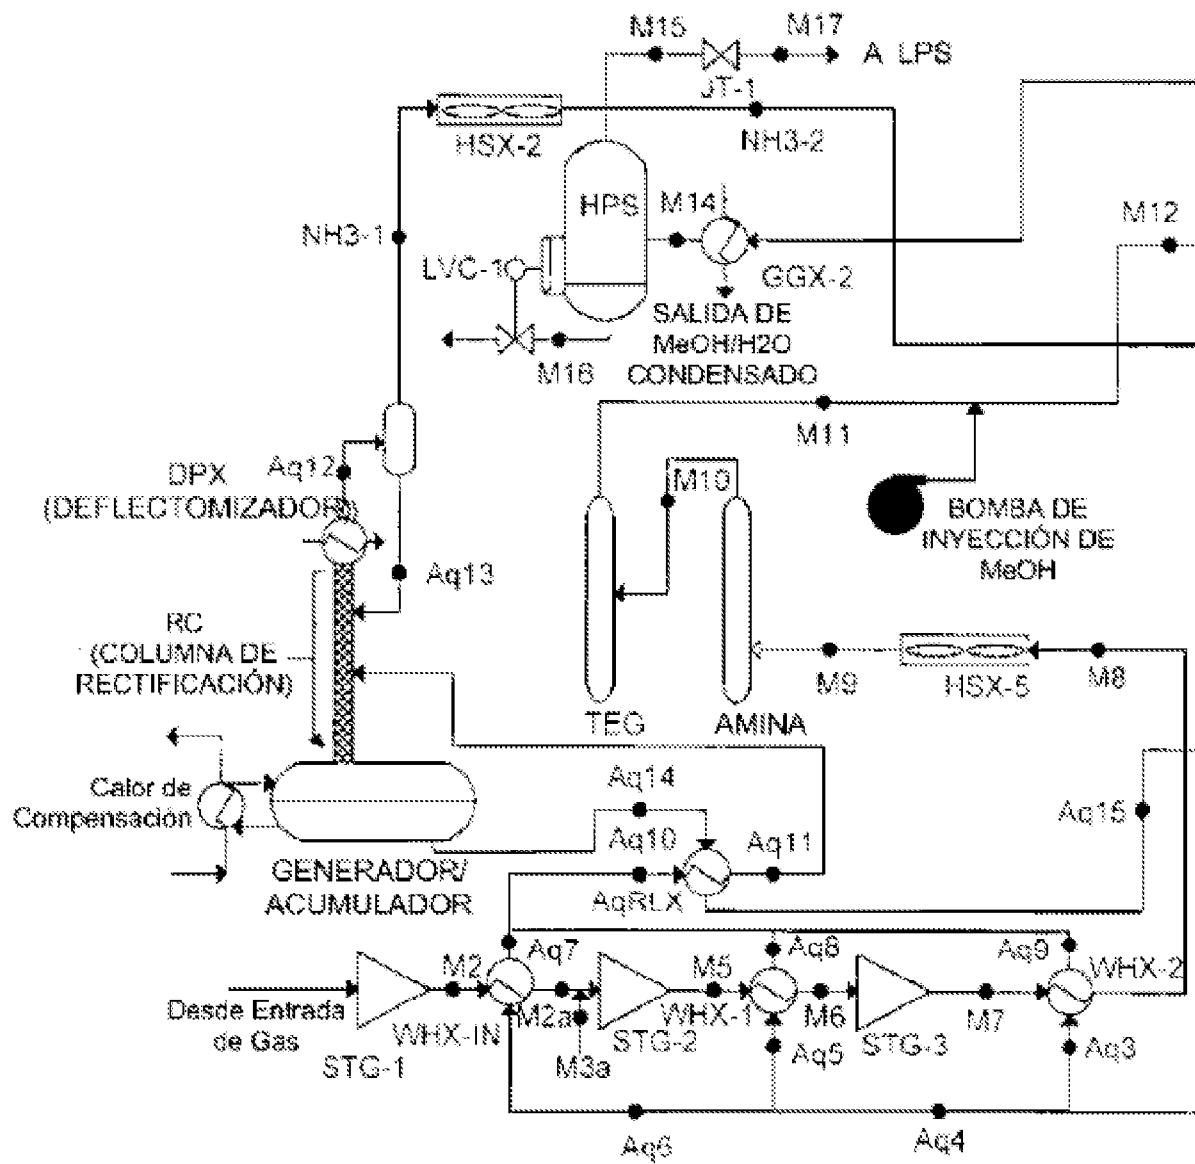 M15
M17
A LPS
JT-1
HSX-2
NH3-2
HPS
M14
M12
NH3-1
LVC-1
GGX-2
SALIDA DE
MeOH/H2O
CONDENSADO
M16
M11
Aq12
DPX
(DEFLECTOMIZADOR)
M10
BOMBA DE
INYECCIÓN DE
MeOH
Aq13
RC
(COLUMNA DE
RECTIFICACIÓN)
M9
HSX-5
M8
TEG
AMINA
Calor de
Compensación
Aq14
Aq10
Aq11
Aq15
GENERADOR/
ACUMULADOR
AqRLX
Aq7
Aq8
Aq9
M2
M5
WHX-2
Desde Entrada
de Gas
WHX-IN
M2a
WHX-1
M6
M7
STG-1
M3a
STG-2
Aq5
STG-3
Aq3
Aq6
Aq4